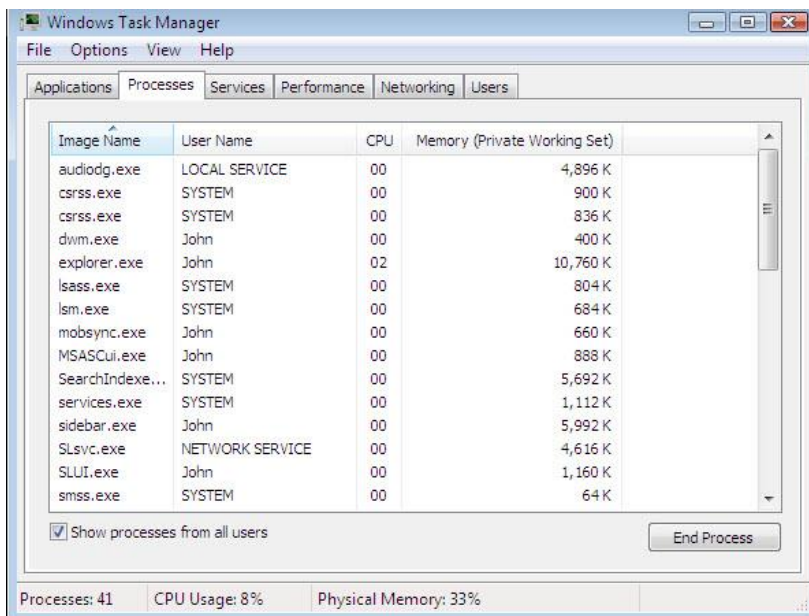 Windows Task Manager
File Options View Help
Applications Processes Services Performance Networking Users
Image Name User Name CPU Memory (Private Working Set)
audiodg.exe LOCAL SERVICE 00 4,896 K
csrss.exe SYSTEM 00 900 K
csrss.exe SYSTEM 00 836 K
dwm.exe John 00 400 K
explorer.exe John 02 10,760 K
lsass.exe SYSTEM 00 804 K
lsm.exe SYSTEM 00 684 K
mobsync.exe John 00 660 K
MSASCui.exe John 00 888 K
SearchIndexe... SYSTEM 00 5,692 K
services.exe SYSTEM 00 1,112 K
sidebar.exe John 00 5,992 K
SLsvc.exe NETWORK SERVICE 00 4,616 K
SLUI.exe John 00 1,160 K
smss.exe SYSTEM 00 64 K
Show processes from all users
End Process
Processes: 41 CPU Usage: 8% Physical Memory: 33%